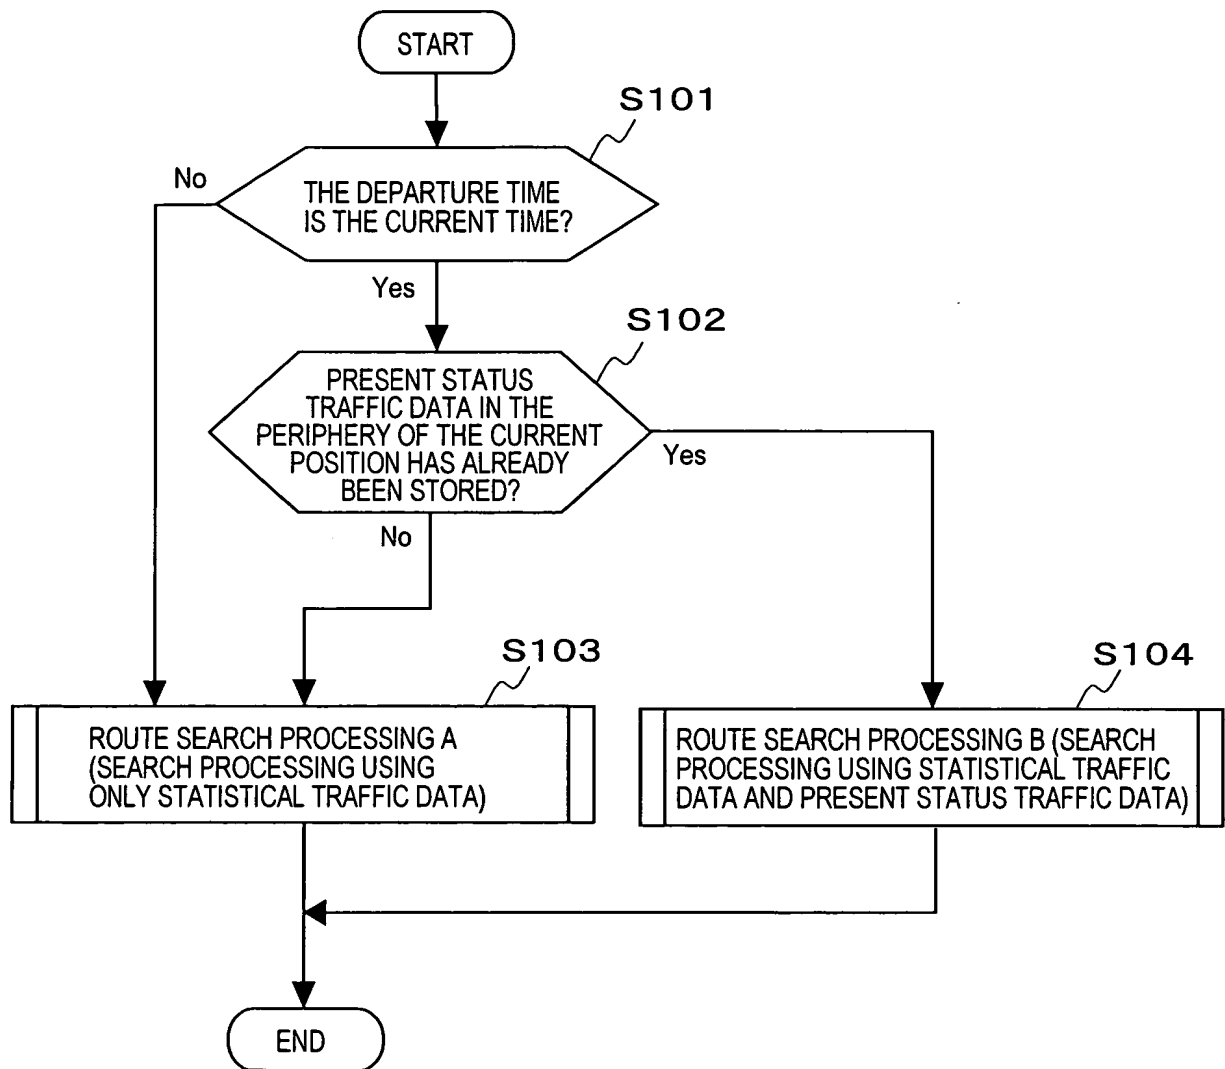 START
S101
No
THE DEPARTURE TIME
IS THE CURRENT TIME?
Yes
S102
PRESENT STATUS
TRAFFIC DATA IN THE
PERIPHERY OF THE CURRENT
POSITION HAS ALREADY
BEEN STORED?
Yes
No
S103
ROUTE SEARCH PROCESSING A
(SEARCH PROCESSING USING
ONLY STATISTICAL TRAFFIC DATA)
S104
ROUTE SEARCH PROCESSING B (SEARCH
PROCESSING USING STATISTICAL TRAFFIC
DATA AND PRESENT STATUS TRAFFIC DATA)
END